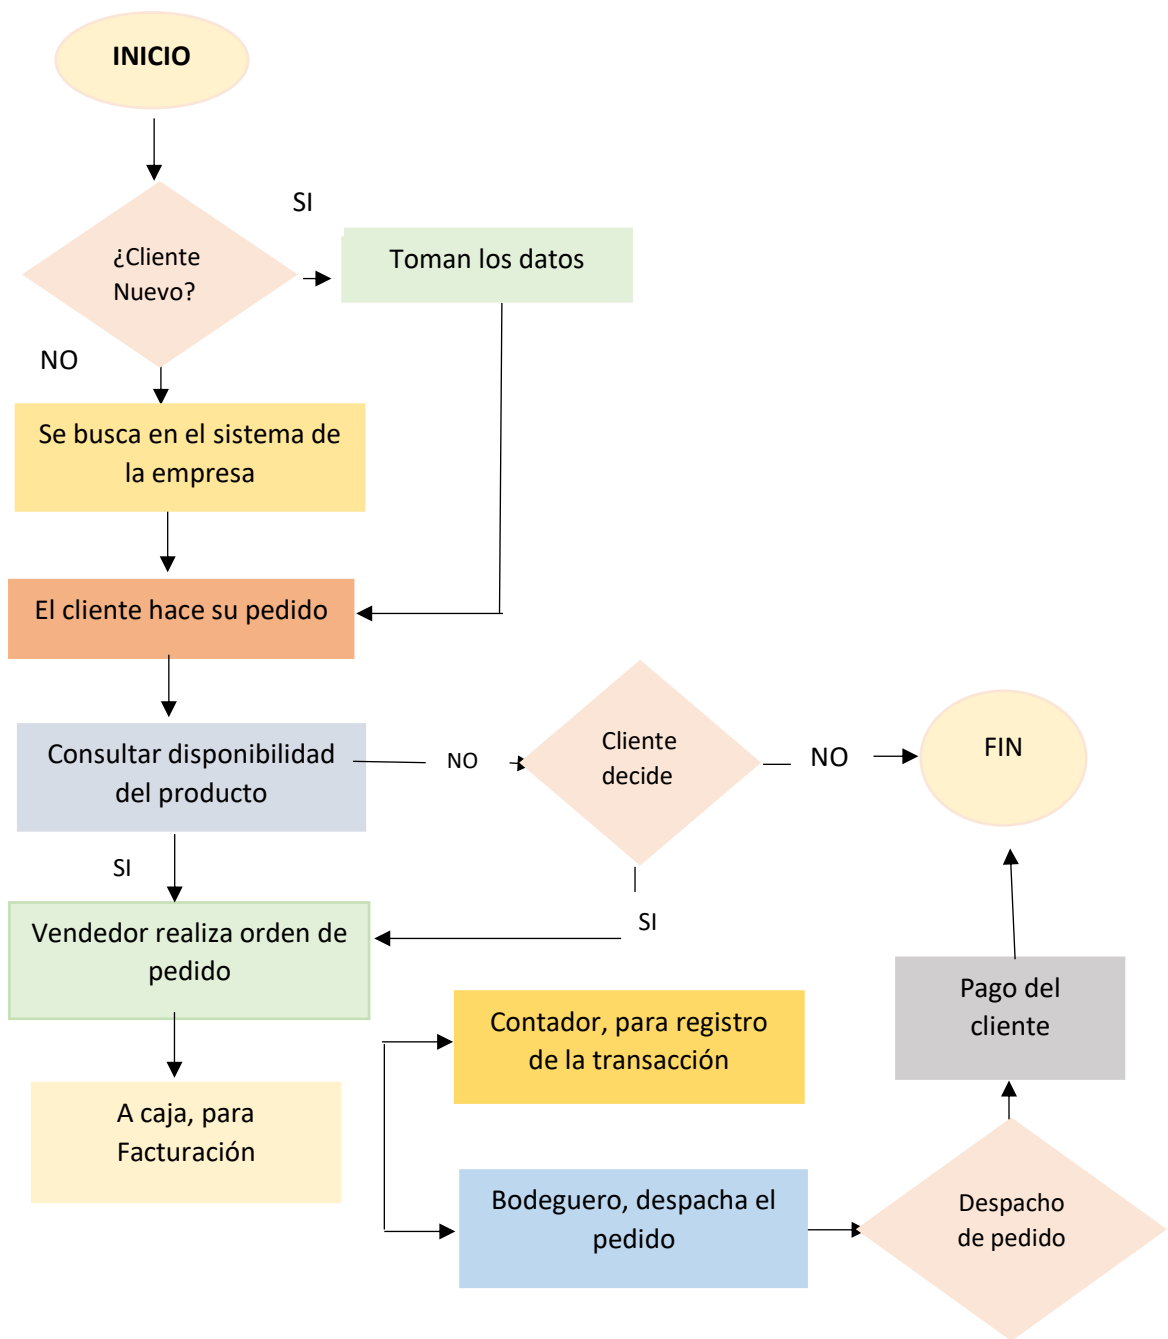 INICIO
SI
¿Cliente
Nuevo?
Toman los datos
NO
Se busca en el sistema de
la empresa
El cliente hace su pedido
Consultar disponibilidad
del producto
NO
Cliente
decide
NO
FIN
SI
SI
Vendedor realiza orden de
pedido
Contador, para registro
de la transacción
Pago del
cliente
A caja, para
Facturación
Bodeguero, despacha el
pedido
Despacho
de pedido